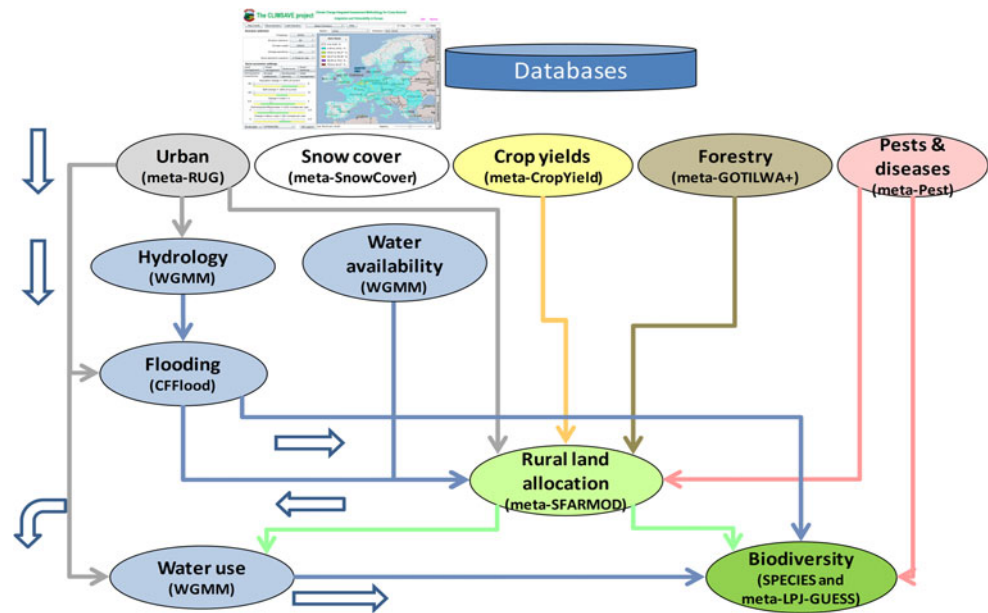 The CLIMSAVE project
Databases
Urban
(meta-RUG)
Snow cover
(meta-SnowCover)
Crop yields
(meta-CropYield)
Forestry
(meta-GOTILWA+)
Pests &
diseases
(meta-Pest)
Hydrology
(WGMM)
Water
availability
(WGMM)
Flooding
(CFFlood)
Rural land
allocation
(meta-SFARMOD)
Water use
(WGMM)
Biodiversity
(SPECIES and
meta-LPJ-GUESS)